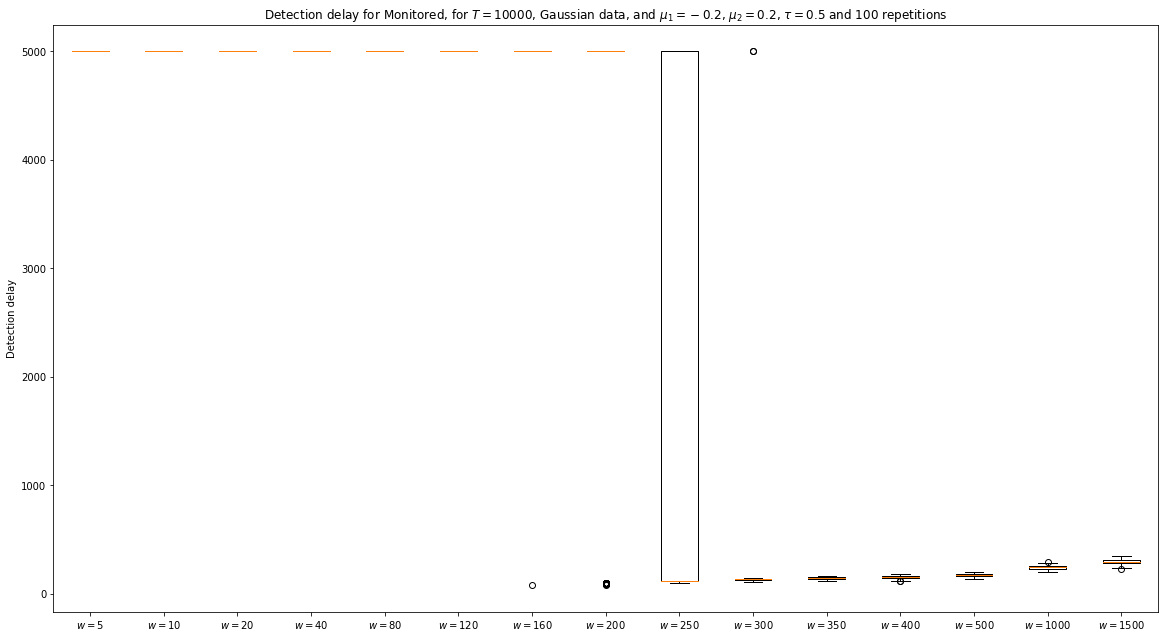 Detection delay for Monitored, for T = 10000, Gaussian data, and μ₁ = − 0.2, μ₂ = 0.2, τ = 0.5 and 100 repetitions
Detection delay
5000
4000
3000
2000
1000
0
w = 5 w = 10 w = 20 w = 40 w = 80 w = 120 w = 160 w = 200 w = 250 w = 300 w = 350 w = 400 w = 500 w = 1000 w = 1500